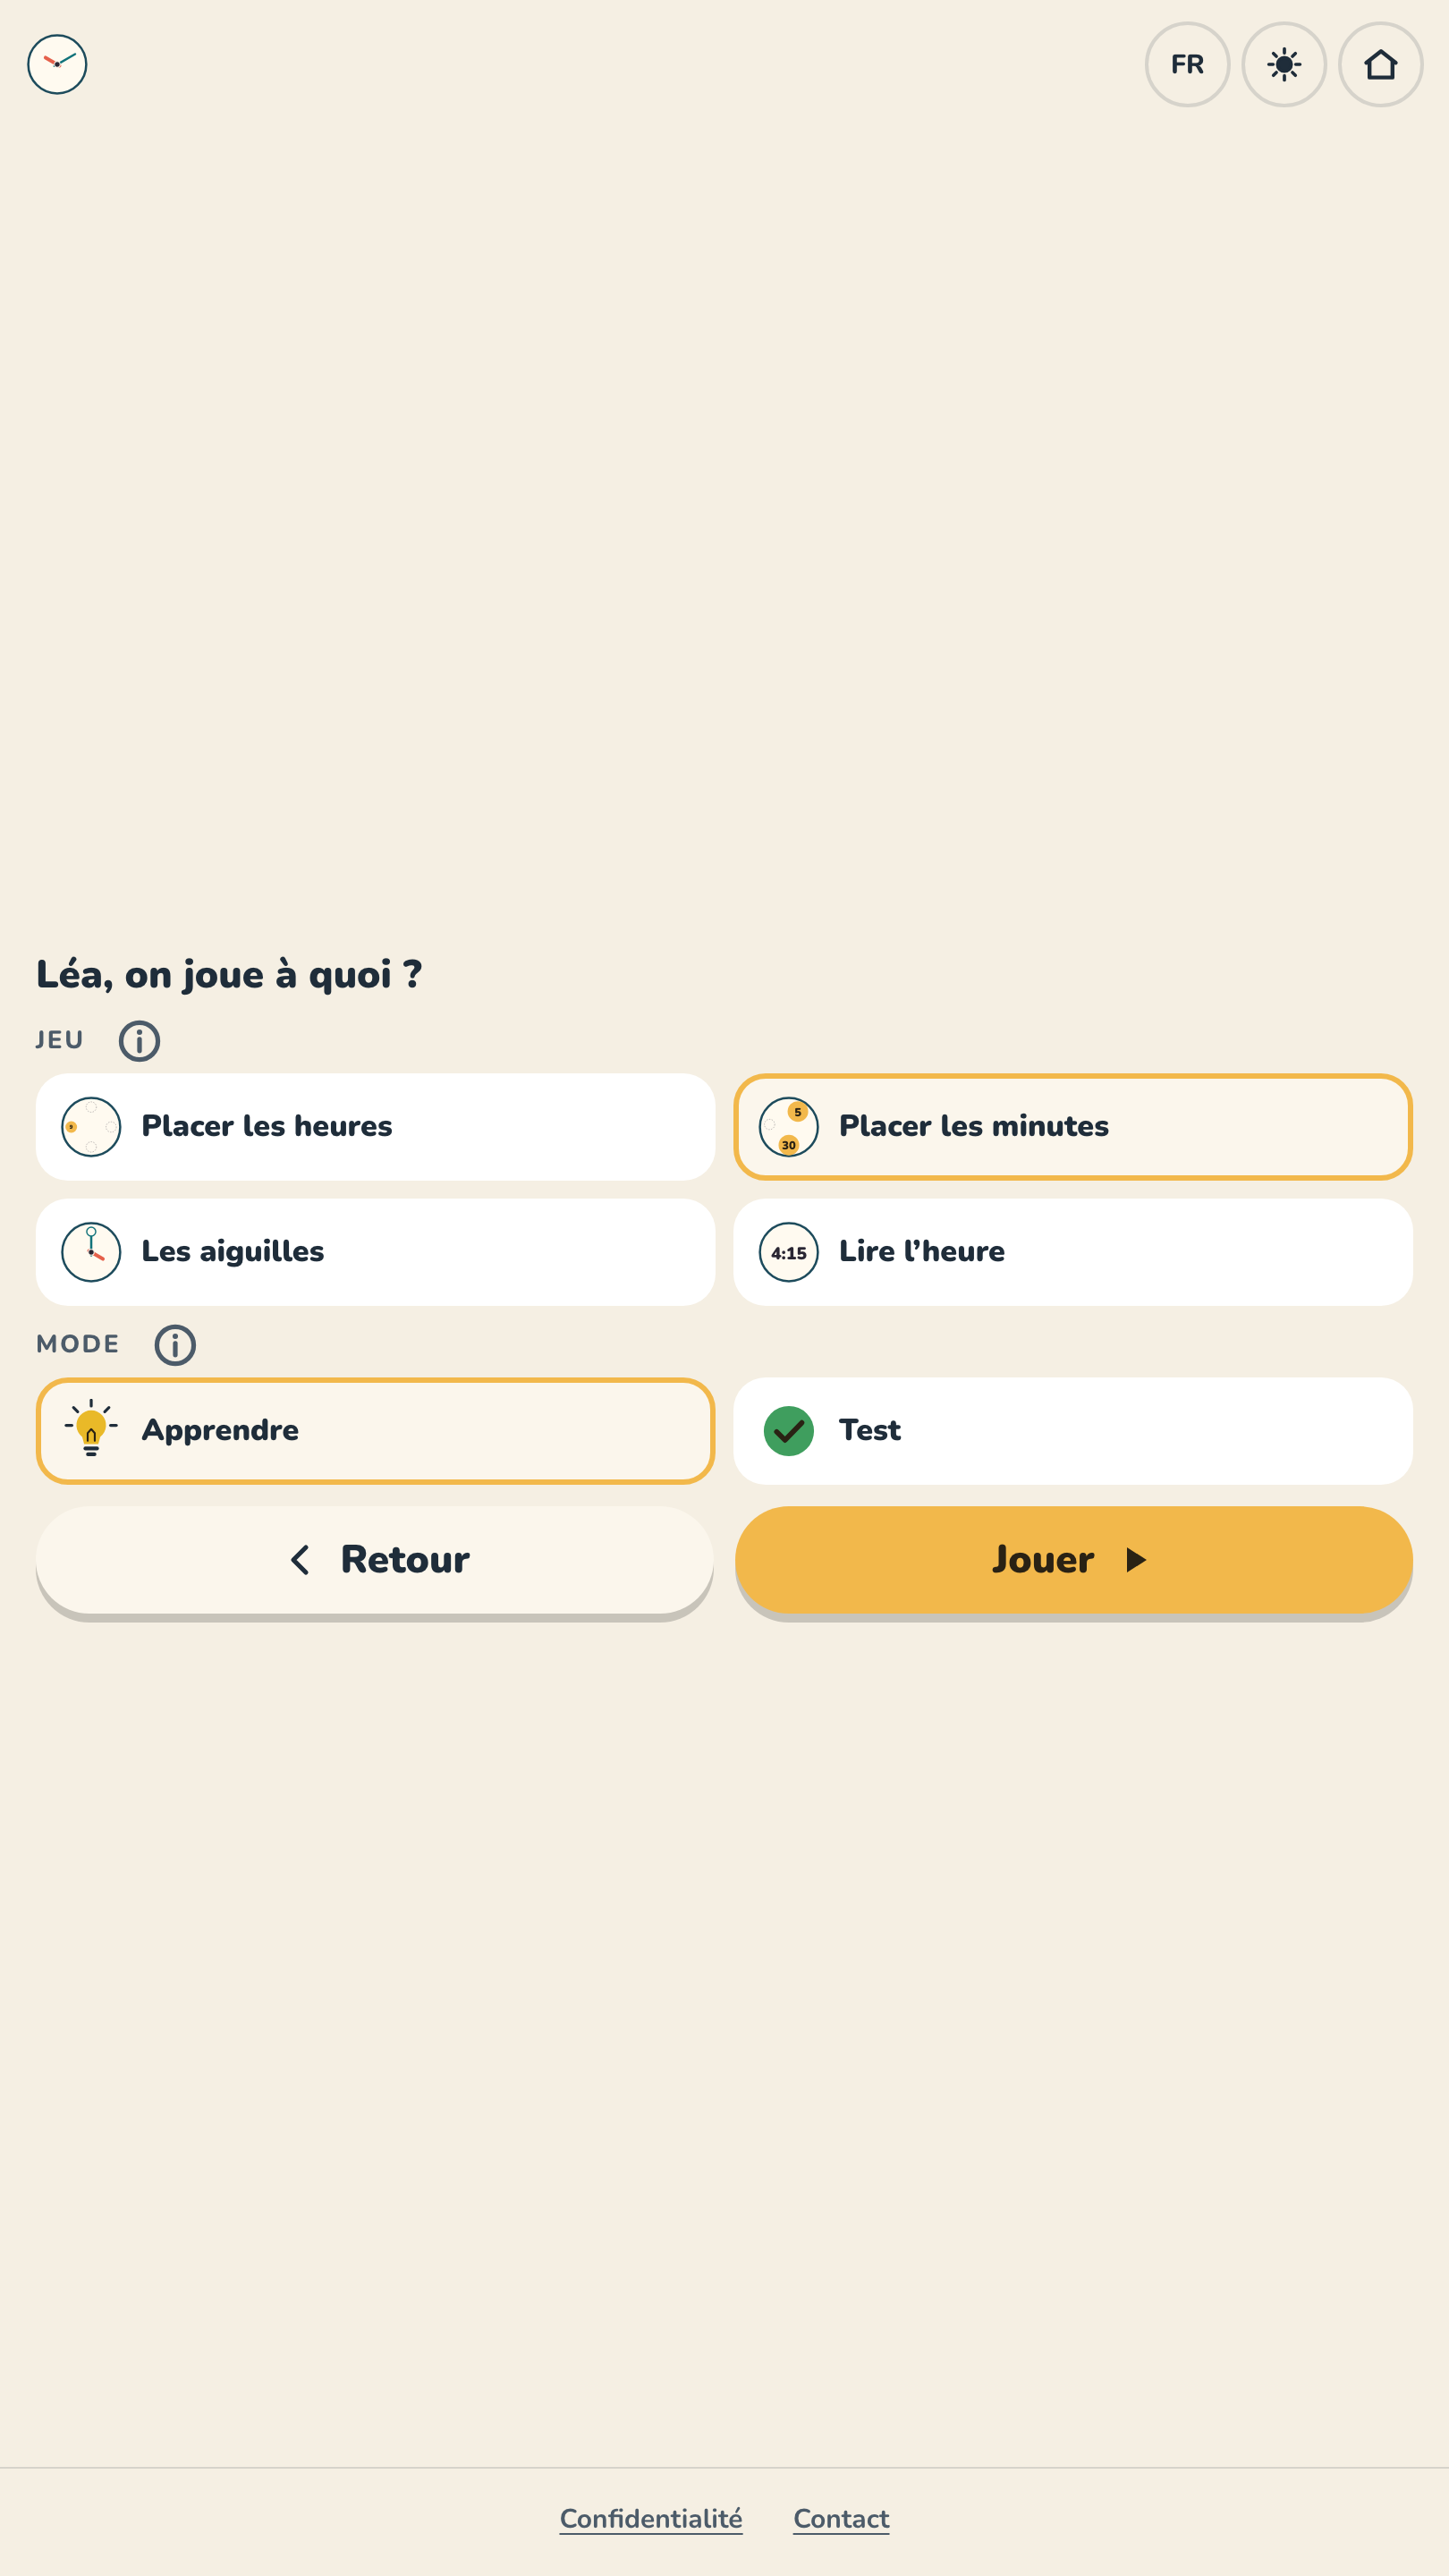 FR
Léa, on joue à quoi ?
JEU
Placer les heures
5
30
Placer les minutes
Les aiguilles
4:15
Lire l’heure
MODE
Apprendre
Test
Retour
Jouer
Confidentialité
Contact